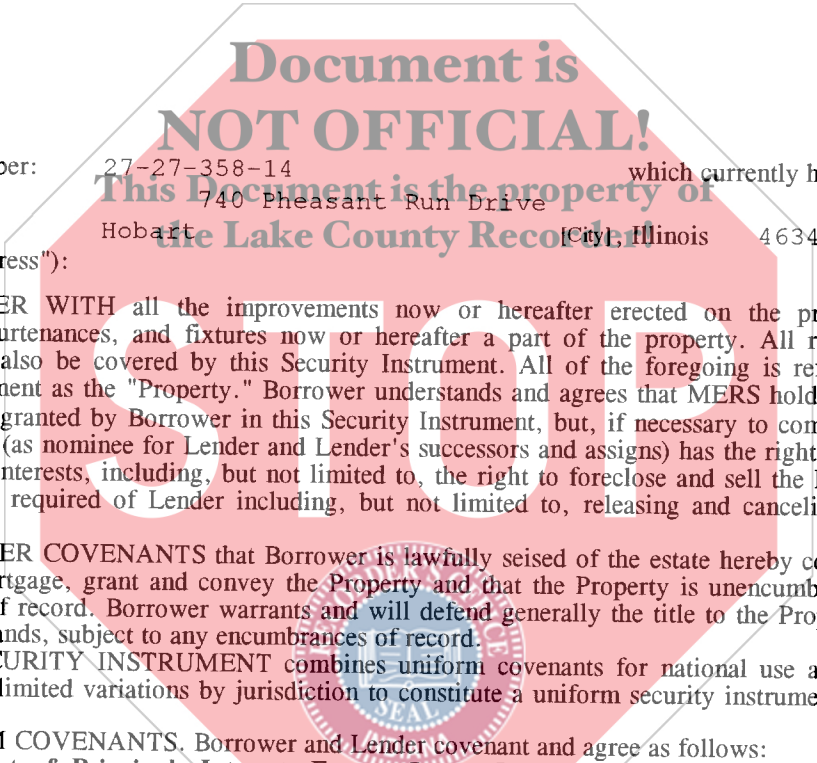 Document is
NOT OFFICIAL!
ber: 27-27-358-14 which currently h
This Document is the property of
740 Pheasant Run Drive
the Lake County Recorder!
Hobart [City], Illinois 4634
ress"):
ER WITH all the improvements now or hereafter erected on the pr
urtenances, and fixtures now or hereafter a part of the property. All r
also be covered by this Security Instrument. All of the foregoing is re
nent as the "Property." Borrower understands and agrees that MERS hold
granted by Borrower in this Security Instrument, but, if necessary to com
(as nominee for Lender and Lender's successors and assigns) has the right
nterests, including, but not limited to, the right to foreclose and sell the
required of Lender including, but not limited to, releasing and canceli
STOP
ER COVENANTS that Borrower is lawfully seised of the estate hereby co
rtgage, grant and convey the Property and that the Property is unencumb
f record. Borrower warrants and will defend generally the title to the Pro
ands, subject to any encumbrances of record.
CURITY INSTRUMENT combines uniform covenants for national use a
limited variations by jurisdiction to constitute a uniform security instrume
SEAL
M COVENANTS. Borrower and Lender covenant and agree as follows: